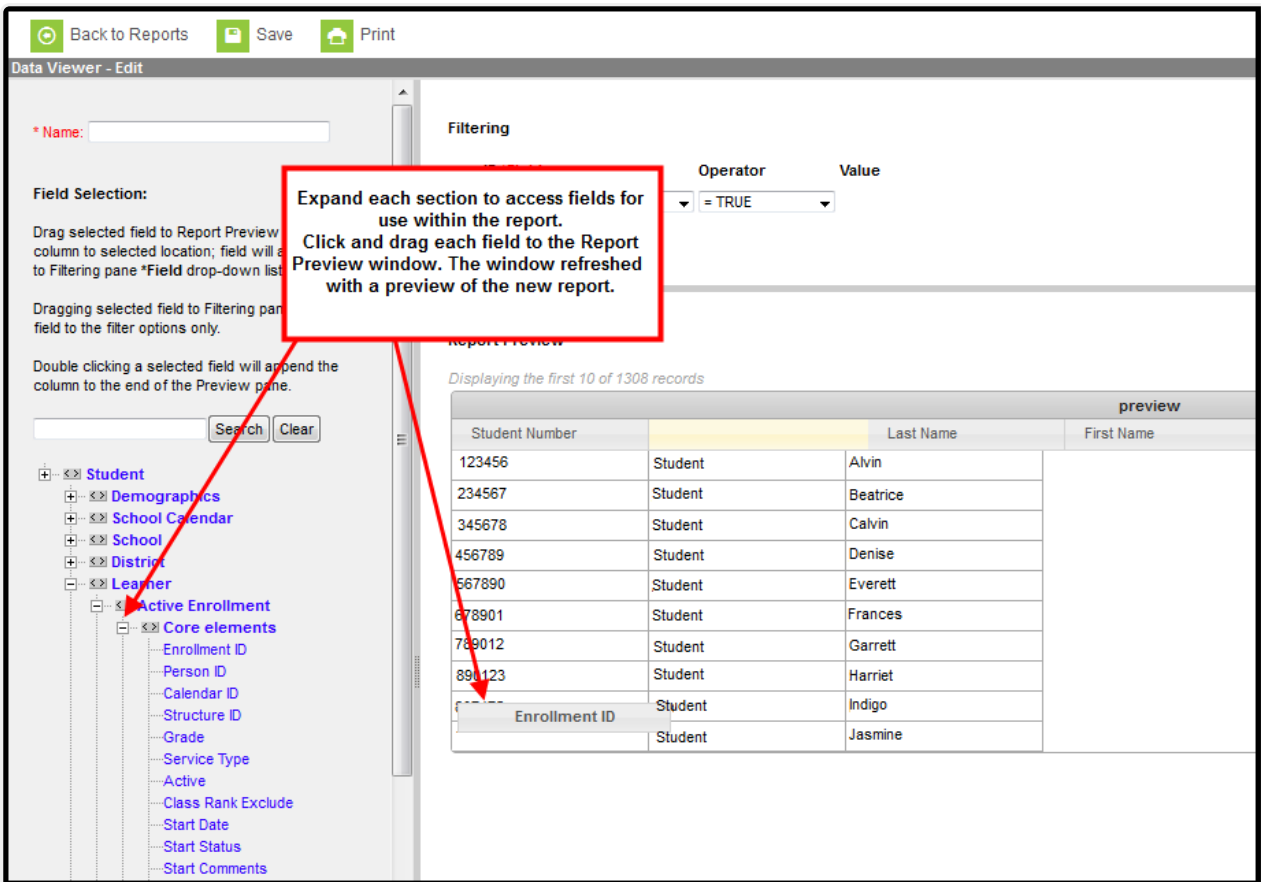 Back to Reports Save Print
Data Viewer - Edit
* Name:
Field Selection:
Drag selected field to Report Preview
column to selected location; field will
to Filtering pane *Field drop-down list
Dragging selected field to Filtering
field to the filter options only.
Double clicking a selected field will append the
column to the end of the Preview pane.
Search Clear
Student
Demographics
School Calendar
School
District
Learner
Active Enrollment
Core elements
Enrollment ID
Person ID
Calendar ID
Structure ID
Grade
Service Type
Active
Class Rank Exclude
Start Date
Start Status
Start Comments
Expand each section to access fields for
use within the report.
Click and drag each field to the Report
Preview window. The window refreshed
with a preview of the new report.
Filtering
Operator Value
= TRUE
Report Preview
Displaying the first 10 of 1308 records
preview
Student Number Last Name First Name
123456 Student Alvin
234567 Student Beatrice
345678 Student Calvin
456789 Student Denise
567890 Student Everett
678901 Student Frances
789012 Student Garrett
890123 Student Harriet
Student Indigo
Enrollment ID
Student Jasmine